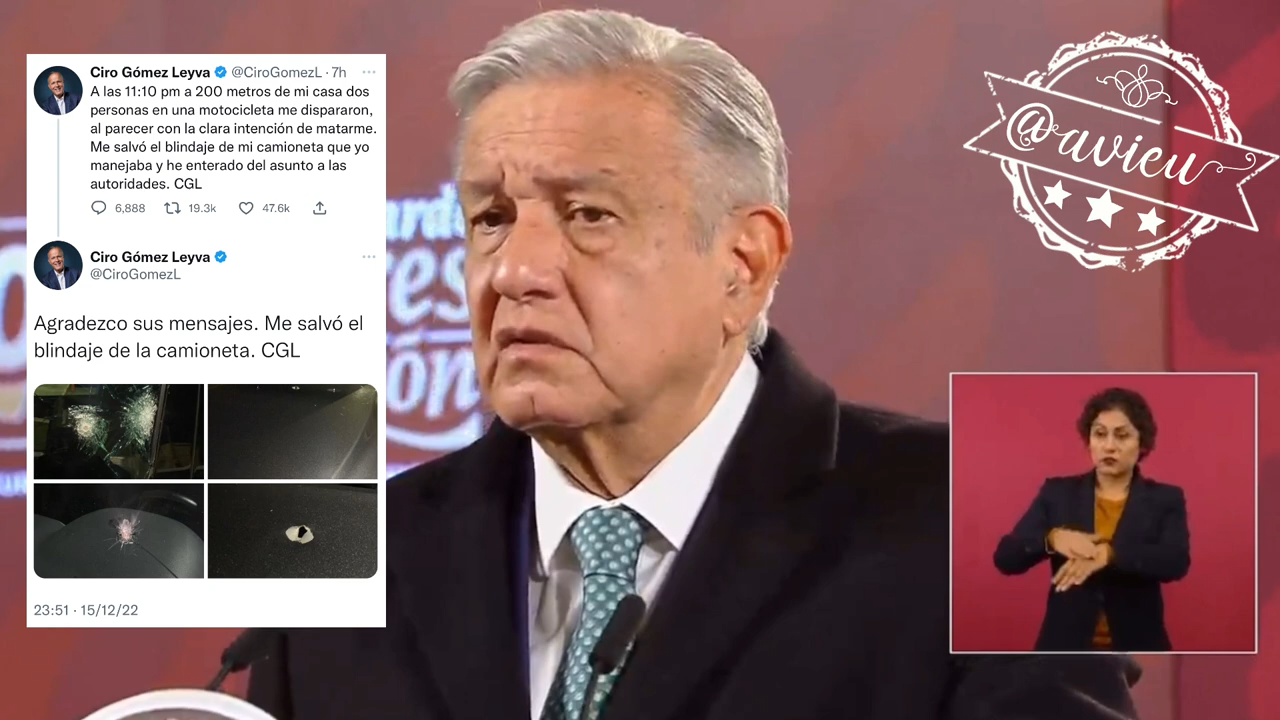 Ciro Gómez Leyva @CiroGomezL · 7h ...
A las 11:10 pm a 200 metros de mi casa dos
personas en una motocicleta me dispararon,
al parecer con la clara intención de matarme.
Me salvó el blindaje de mi camioneta que yo
manejaba y he enterado del asunto a las
autoridades. CGL
6,888 19.3k 47.6k
Ciro Gómez Leyva ...
@CiroGomezL
Agradezco sus mensajes. Me salvó el
blindaje de la camioneta. CGL
23:51 · 15/12/22
@avieu